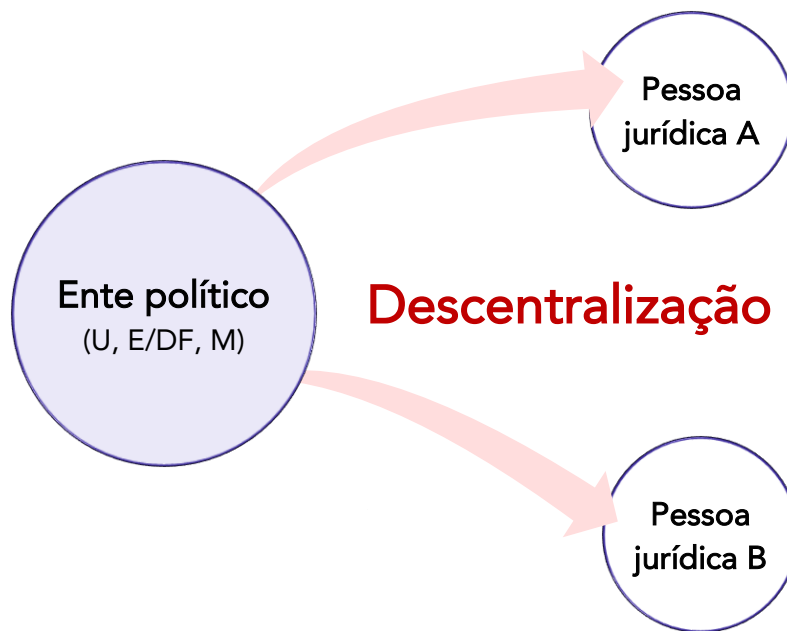 Pessoa
jurídica A
Ente político
(U, E/DF, M)
Descentralização
Pessoa
jurídica B